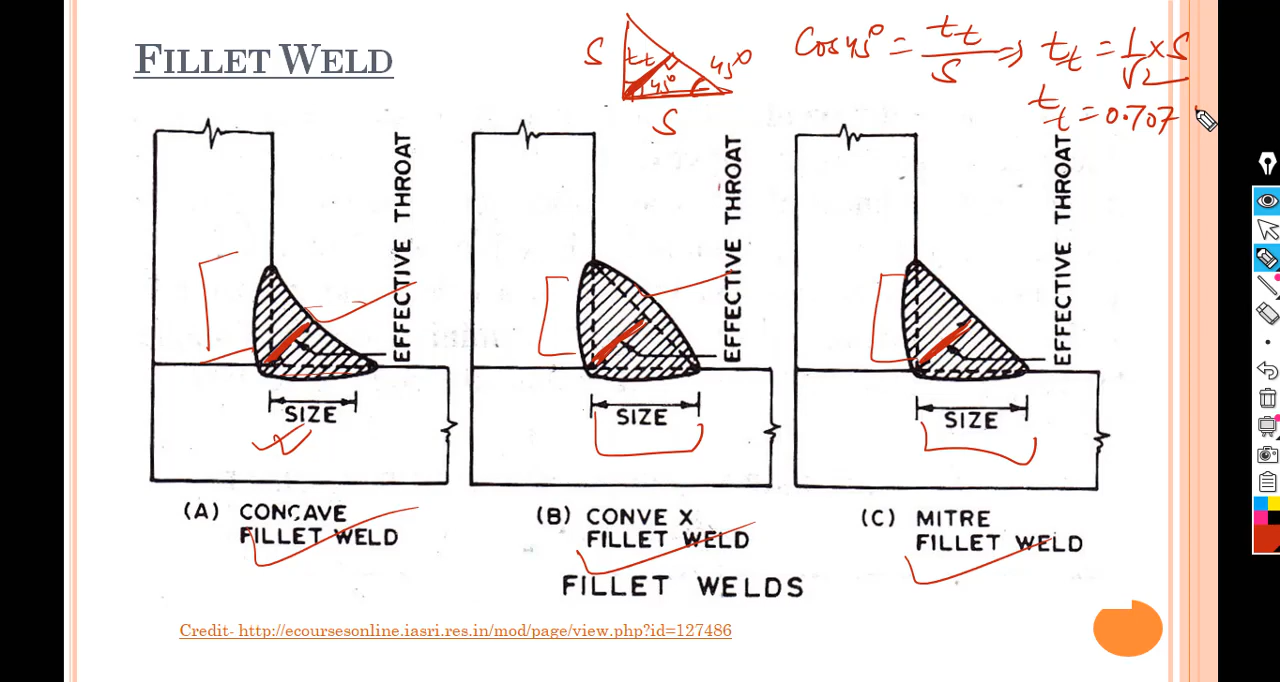 FILLET WELD
S
tt
45°
45°
S
Cos 45° = tt/S ⇒ tt = 1/√2 × S
tt = 0.707
EFFECTIVE THROAT
EFFECTIVE THROAT
EFFECTIVE THROAT
SIZE
SIZE
SIZE
(A) CONCAVE
FILLET WELD
(B) CONVE X
FILLET WELD
(C) MITRE
FILLET WELD
FILLET WELDS
Credit- http://ecoursesonline.iasri.res.in/mod/page/view.php?id=127486